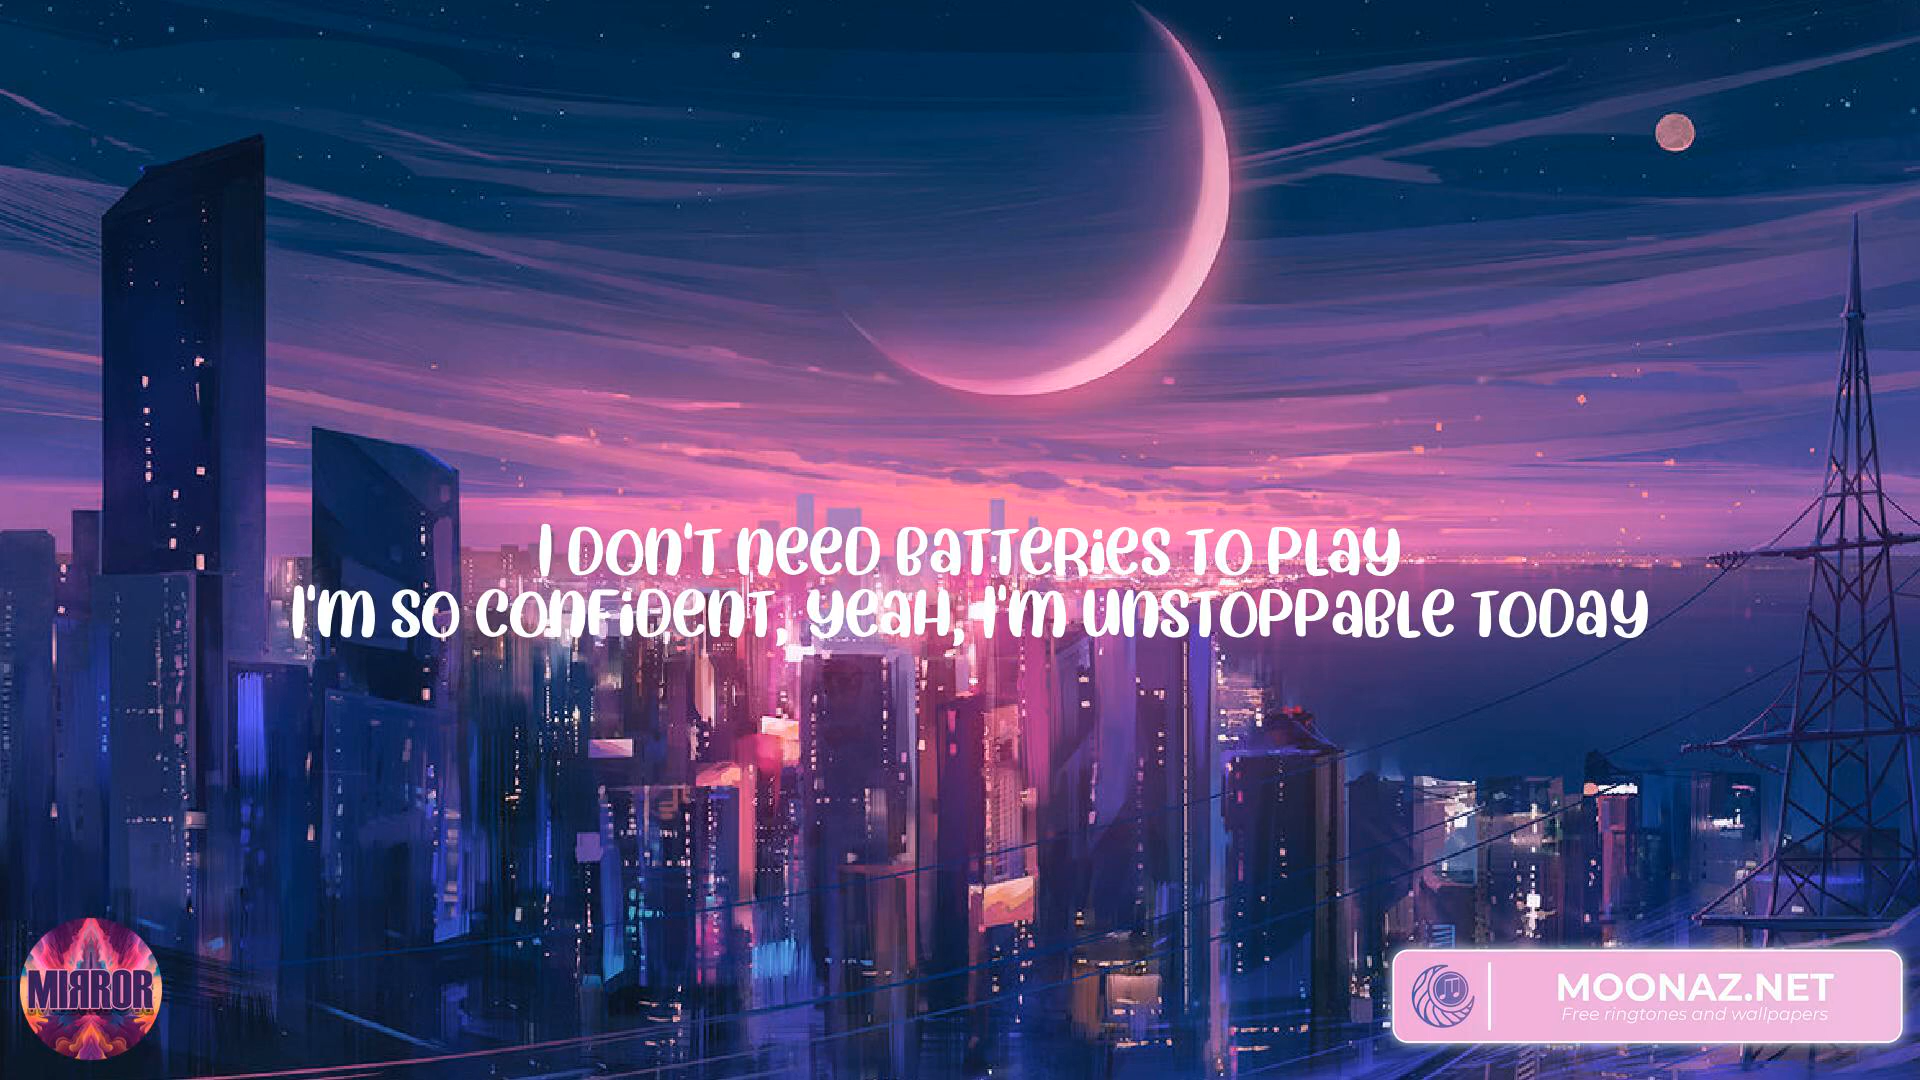 I DON'T NEED BATTERIES TO PLAY
I'M SO CONFIDENT, YEAH, I'M UNSTOPPABLE TODAY
MIRROR
MOONAZ.NET
Free ringtones and wallpapers